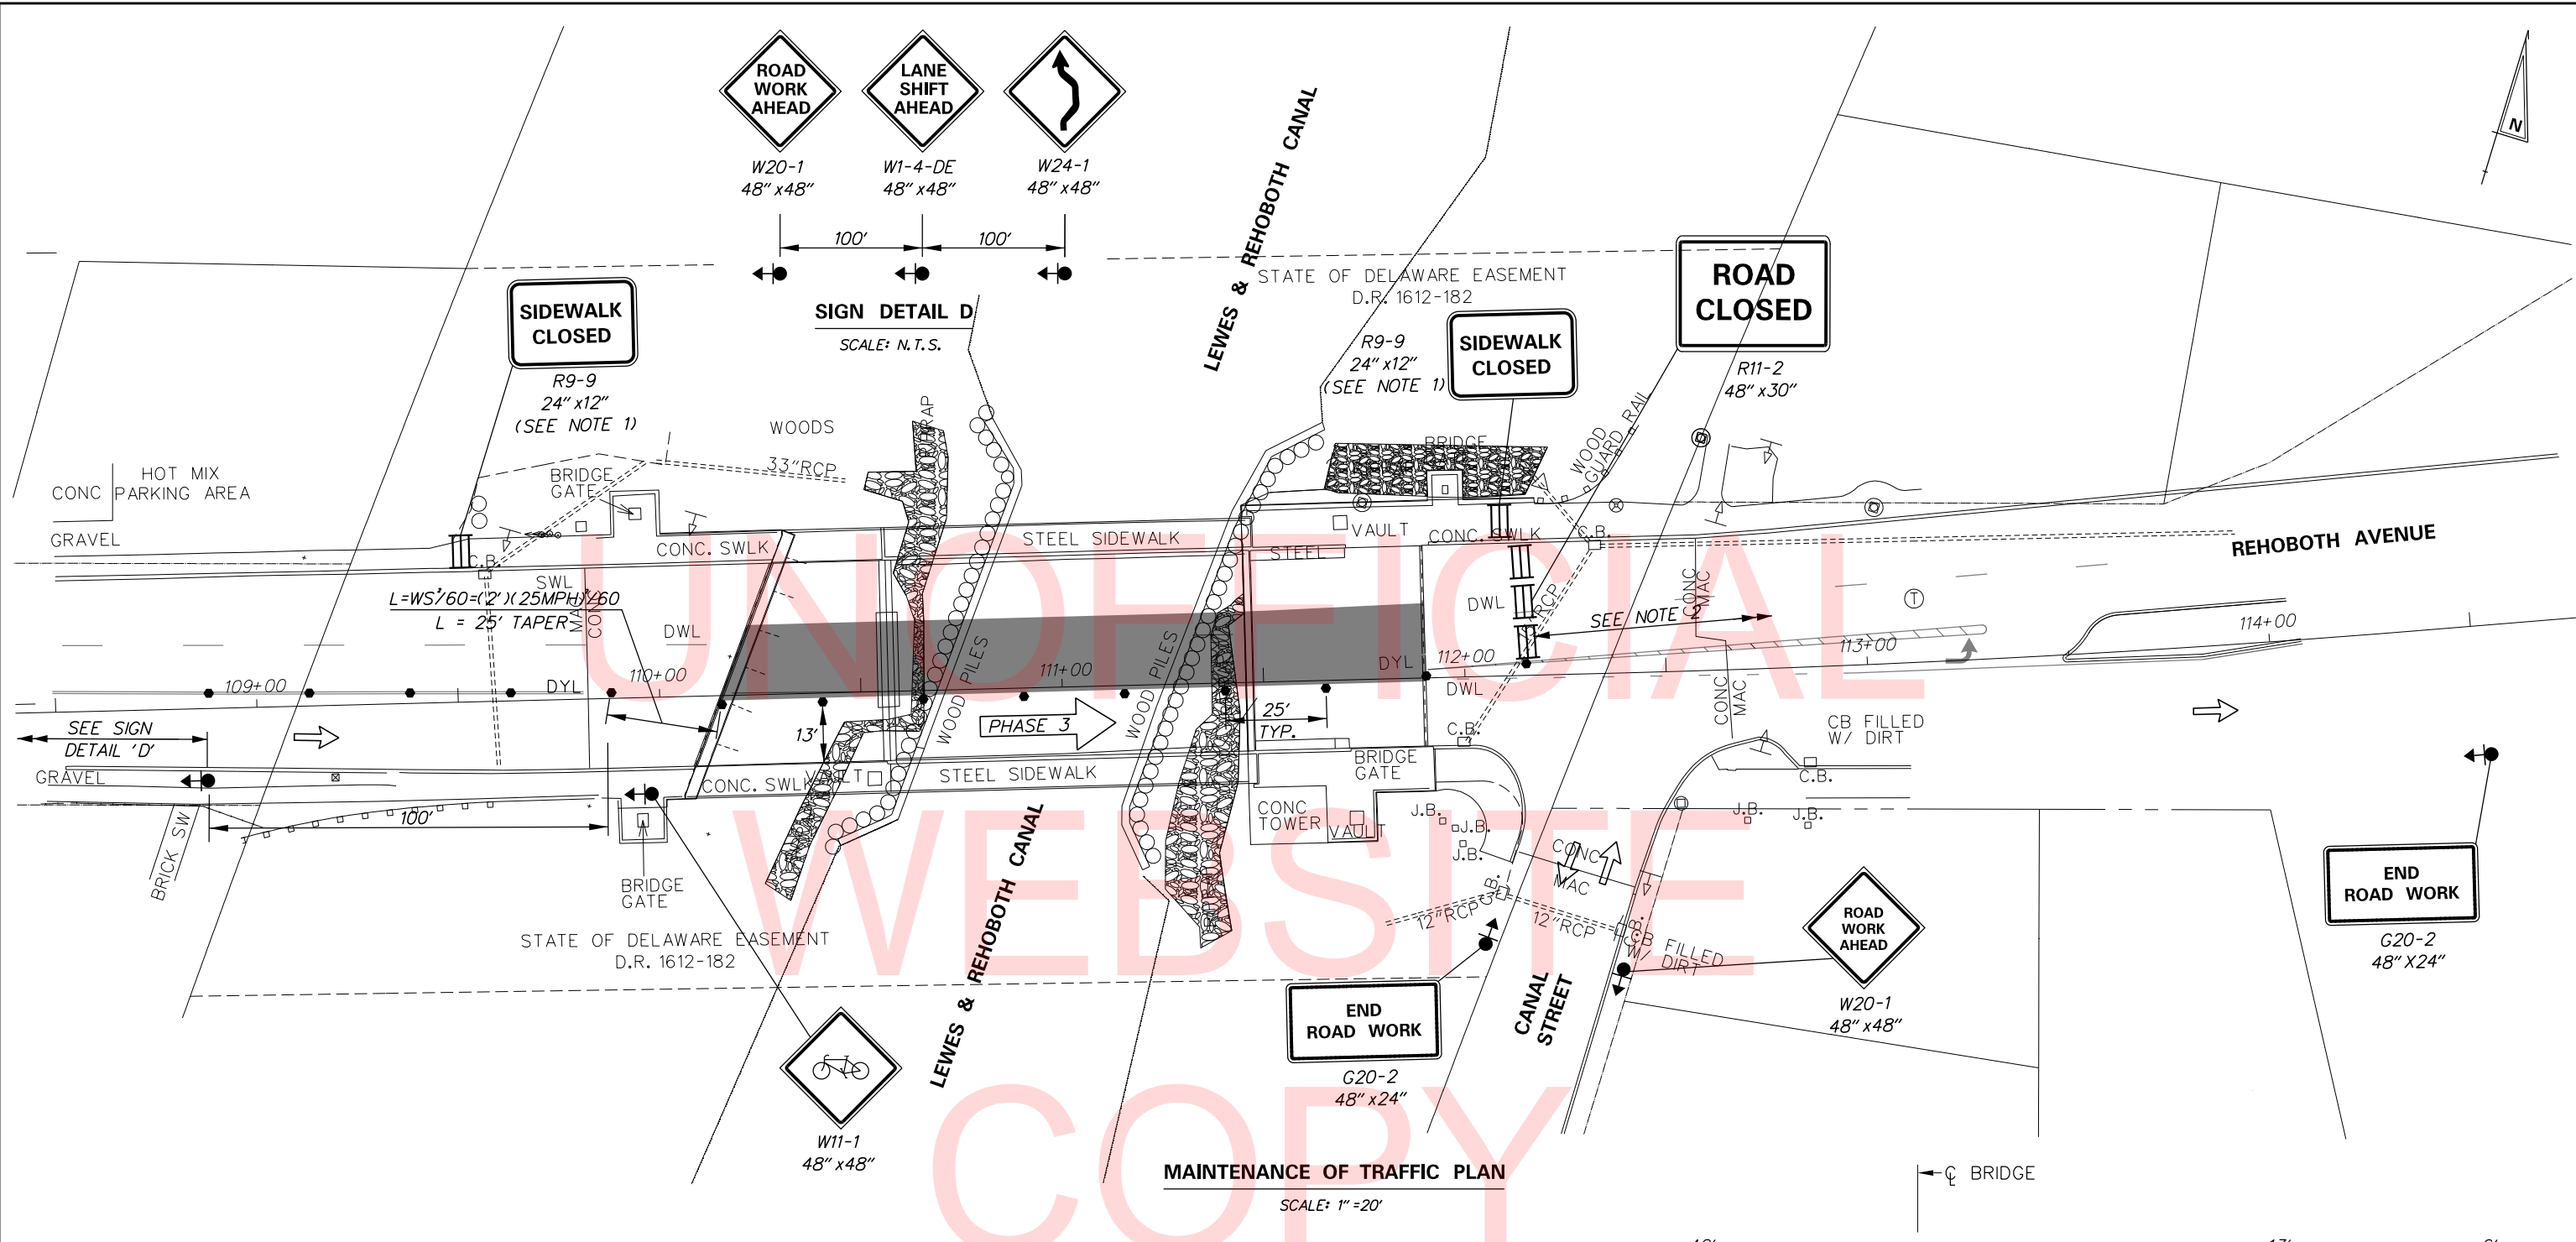 ROAD
WORK
AHEAD
W20-1
48" x48"
LANE
SHIFT
AHEAD
W1-4-DE
48" x48"
W24-1
48" x48"
100'
100'
SIGN DETAIL D
SCALE: N.T.S.
N
LEWES & REHOBOTH CANAL
STATE OF DELAWARE EASEMENT
D.R. 1612-182
SIDEWALK
CLOSED
R9-9
24" x12"
(SEE NOTE 1)
R9-9
24" x12"
(SEE NOTE 1)
SIDEWALK
CLOSED
ROAD
CLOSED
R11-2
48" x30"
WOODS
33"RCP
BRIDGE
GATE
BRIDGE
WOOD
GUARD RAIL
HOT MIX
CONC PARKING AREA
GRAVEL
C.B.
CONC. SWLK
STEEL SIDEWALK
STEEL
VAULT
CONC. SWLK
C.B.
REHOBOTH AVENUE
SWL
MAC
CONC
L=WS²/60=(2')(25MPH)²/60
L = 25' TAPER
DWL
DWL
RCP
CONC
MAC
SEE NOTE 2
T
109+00
DYL
110+00
111+00
DYL
112+00
DWL
113+00
114+00
WOOD PILES
WOOD PILES
SEE SIGN
DETAIL 'D'
GRAVEL
13'
PHASE 3
25'
TYP.
C.B.
CONC
MAC
CB FILLED
W/ DIRT
C.B.
CONC. SWLK
STEEL SIDEWALK
BRIDGE
GATE
100'
BRICK SW
CONC
TOWER
VAULT
J.B.
J.B.
J.B.
J.B.
J.B.
CONC
MAC
BRIDGE
GATE
12"RCP
C.B.
12"RCP
C.B.
CB FILLED
W/ DIRT
STATE OF DELAWARE EASEMENT
D.R. 1612-182
LEWES & REHOBOTH CANAL
END
ROAD WORK
G20-2
48" x24"
CANAL
STREET
ROAD
WORK
AHEAD
W20-1
48" x48"
END
ROAD WORK
G20-2
48" X24"
W11-1
48" x48"
MAINTENANCE OF TRAFFIC PLAN
SCALE: 1" =20'
℄ BRIDGE
UNOFFICIAL
WEBSITE
COPY